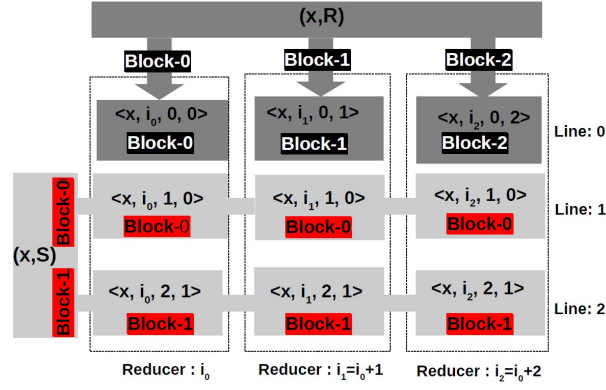 (x,R)
Block-0 Block-1 Block-2
<x, i₀, 0, 0> <x, i₁, 0, 1> <x, i₂, 0, 2> Line: 0
Block-0 Block-1 Block-2
(x,S)
Block-0
<x, i₀, 1, 0> <x, i₁, 1, 0> <x, i₂, 1, 0> Line: 1
Block-0 Block-0 Block-0
Block-1
<x, i₀, 2, 1> <x, i₁, 2, 1> <x, i₂, 2, 1> Line: 2
Block-1 Block-1 Block-1
Reducer : i₀ Reducer : i₁=i₀+1 Reducer : i₂=i₀+2